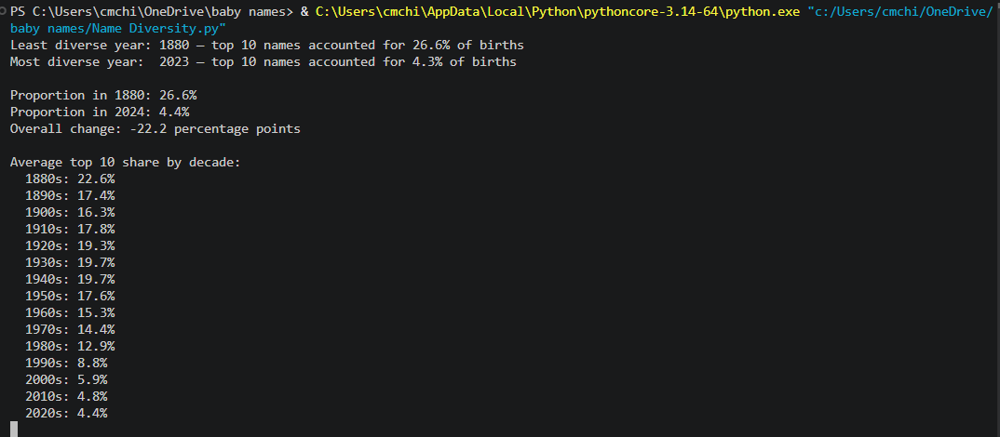 PS C:\Users\cmchi\OneDrive\baby names> & C:\Users\cmchi\AppData\Local\Python\pythoncore-3.14-64\python.exe "c:/Users/cmchi/OneDrive/
baby names/Name Diversity.py"
Least diverse year: 1880 — top 10 names accounted for 26.6% of births
Most diverse year:  2023 — top 10 names accounted for 4.3% of births

Proportion in 1880: 26.6%
Proportion in 2024: 4.4%
Overall change: -22.2 percentage points

Average top 10 share by decade:
  1880s: 22.6%
  1890s: 17.4%
  1900s: 16.3%
  1910s: 17.8%
  1920s: 19.3%
  1930s: 19.7%
  1940s: 19.7%
  1950s: 17.6%
  1960s: 15.3%
  1970s: 14.4%
  1980s: 12.9%
  1990s: 8.8%
  2000s: 5.9%
  2010s: 4.8%
  2020s: 4.4%